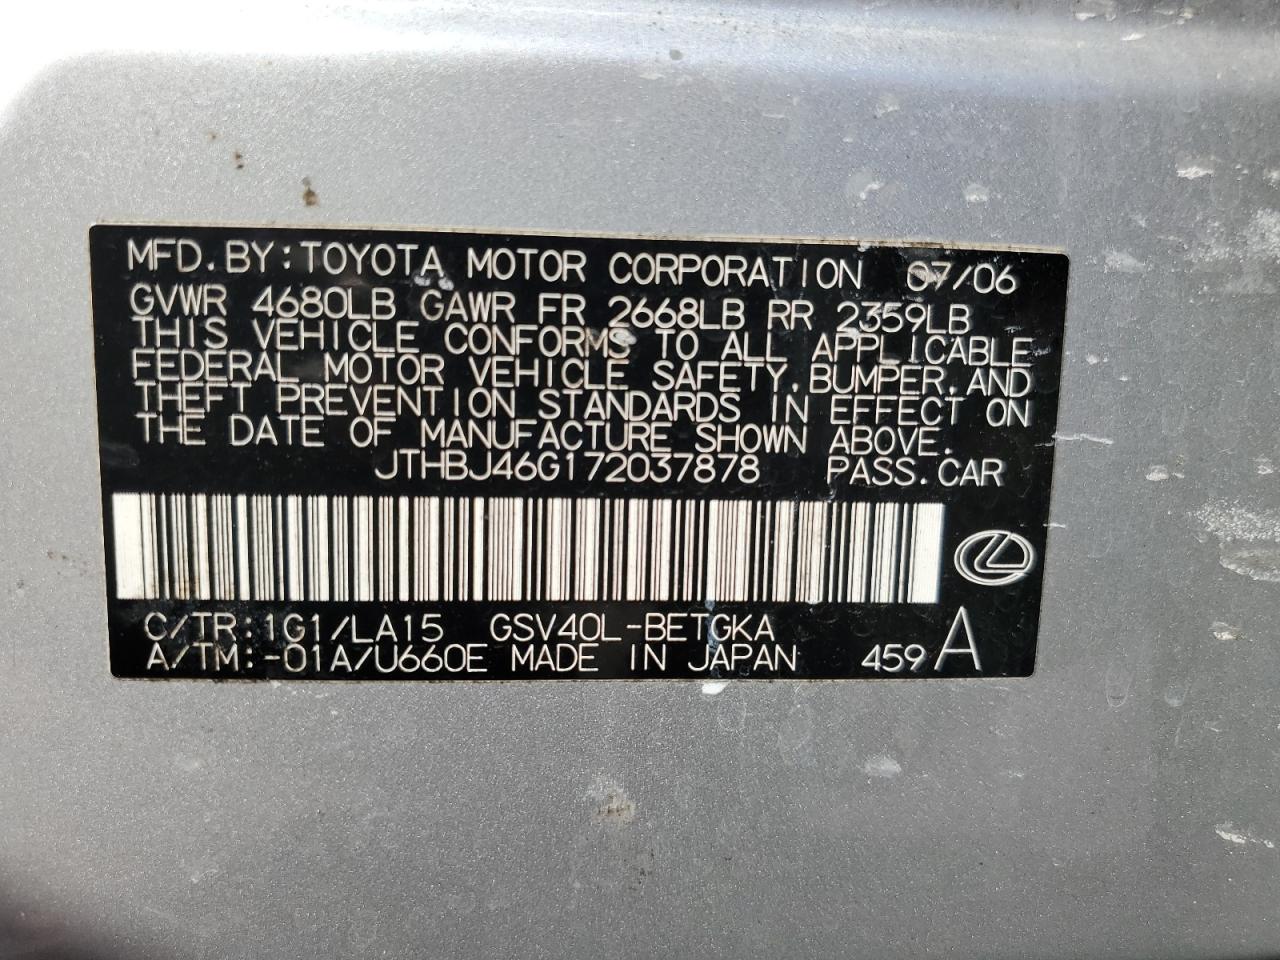 MFD.BY:TOYOTA MOTOR CORPORATION 07/06
GVWR 4680LB GAWR FR 2668LB RR 2359LB
THIS VEHICLE CONFORMS TO ALL APPLICABLE
FEDERAL MOTOR VEHICLE SAFETY,BUMPER,AND
THEFT PREVENTION STANDARDS IN EFFECT ON
THE DATE OF MANUFACTURE SHOWN ABOVE.
JTHBJ46G172037878 PASS.CAR
C/TR:1G1/LA15 GSV40L-BETGKA
A/TM:-01A/U660E MADE IN JAPAN 459 A